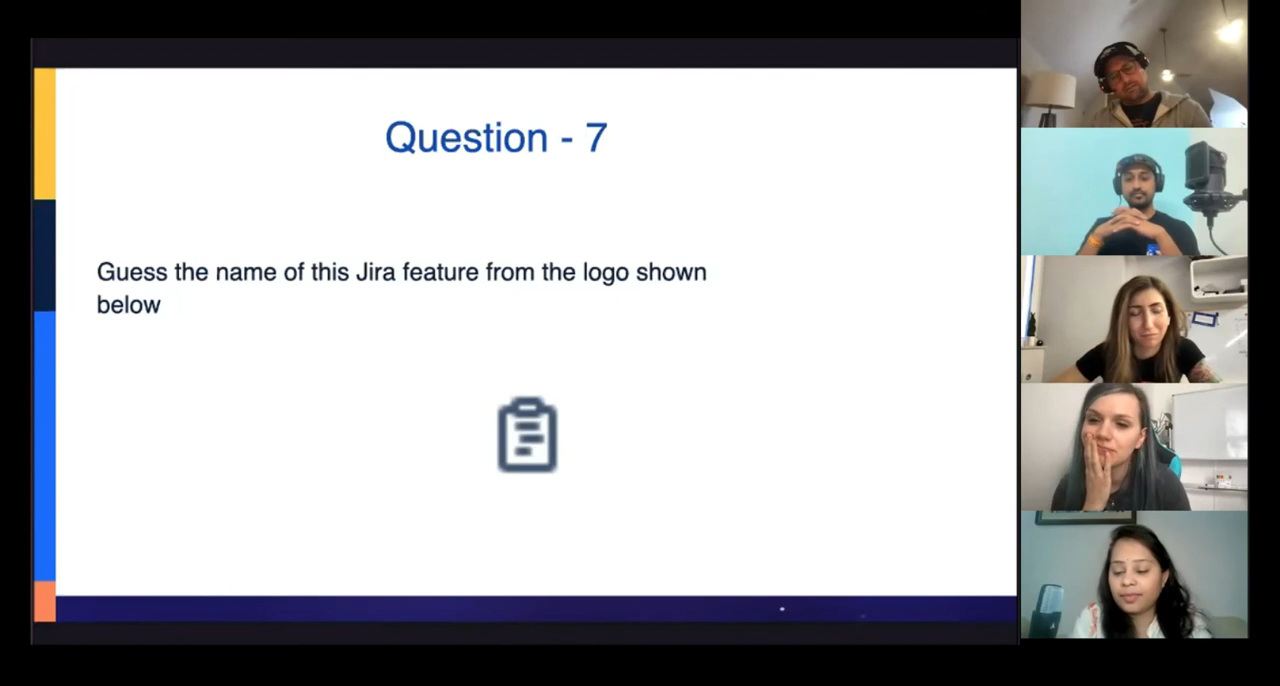 Question - 7
Guess the name of this Jira feature from the logo shown
below